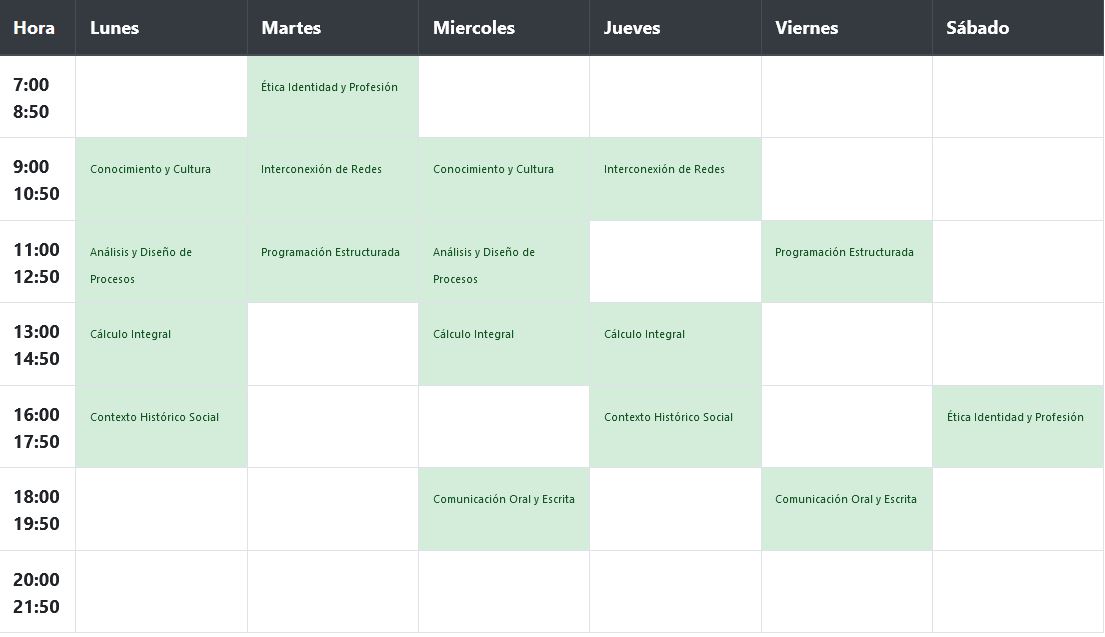 Hora Lunes Martes Miercoles Jueves Viernes Sábado
7:00 Ética Identidad y Profesión
8:50
9:00 Conocimiento y Cultura Interconexión de Redes Conocimiento y Cultura Interconexión de Redes
10:50
11:00 Análisis y Diseño de Programación Estructurada Análisis y Diseño de Programación Estructurada
12:50 Procesos Procesos
13:00 Cálculo Integral Cálculo Integral Cálculo Integral
14:50
16:00 Contexto Histórico Social Contexto Histórico Social Ética Identidad y Profesión
17:50
18:00 Comunicación Oral y Escrita Comunicación Oral y Escrita
19:50
20:00
21:50